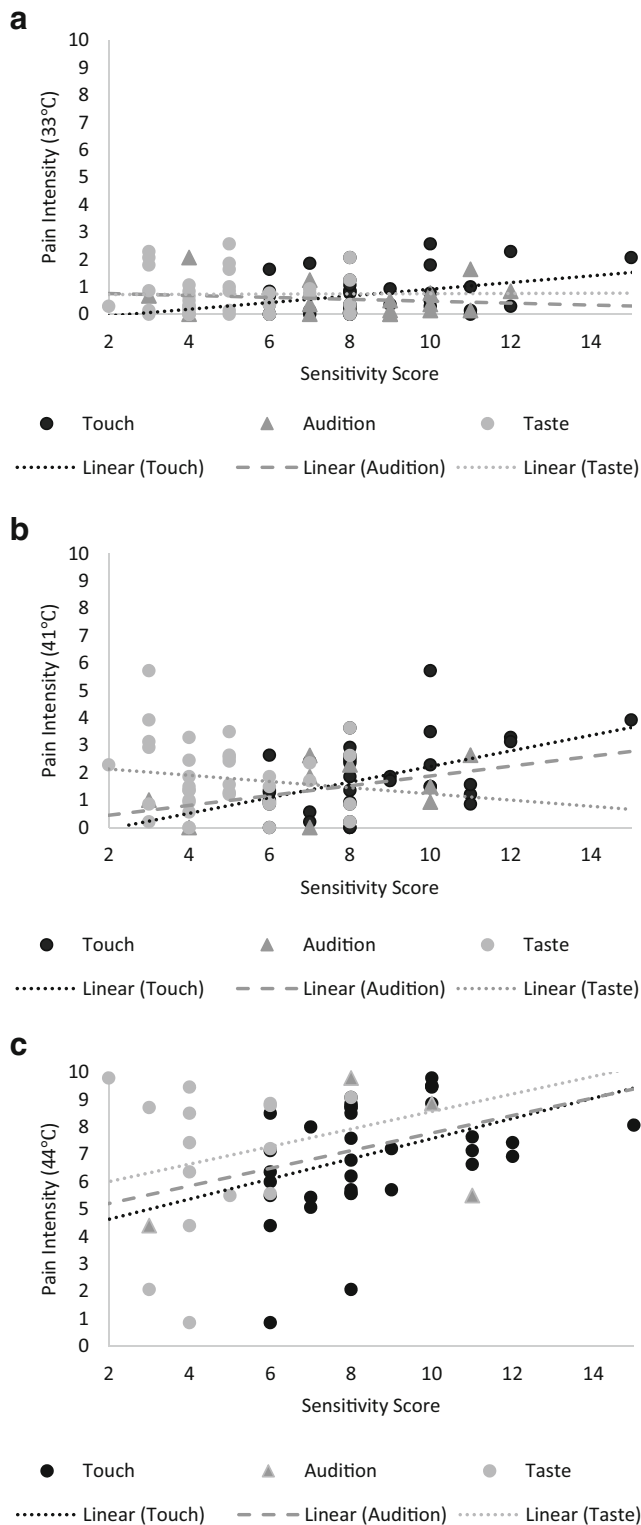 a
10
9
8
7
6
5
4
3
2
1
0
Pain Intensity (33°C)
2 4 6 8 10 12 14
Sensitivity Score
Touch Audition Taste
Linear (Touch) Linear (Audition) Linear (Taste)
b
10
9
8
7
6
5
4
3
2
1
0
Pain Intensity (41°C)
2 4 6 8 10 12 14
Sensitivity Score
Touch Audition Taste
Linear (Touch) Linear (Audition) Linear (Taste)
c
10
9
8
7
6
5
4
3
2
1
0
Pain Intensity (44°C)
2 4 6 8 10 12 14
Sensitivity Score
Touch Audition Taste
Linear (Touch) Linear (Audition) Linear (Taste)